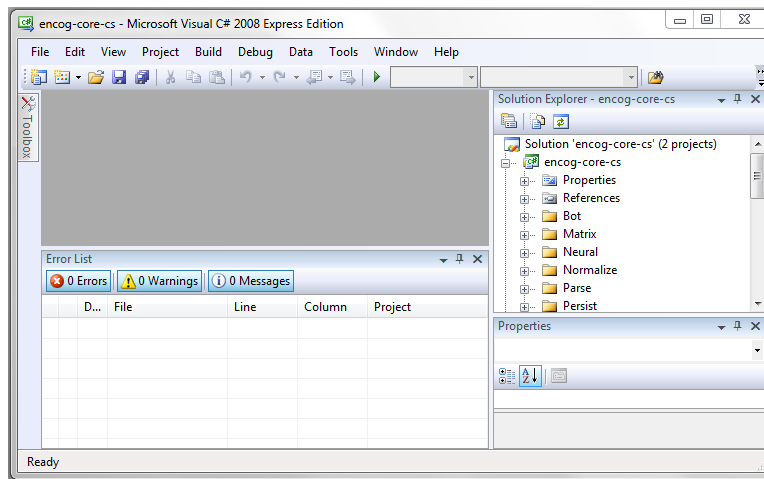 encog-core-cs - Microsoft Visual C# 2008 Express Edition
File Edit View Project Build Debug Data Tools Window Help
Toolbox
Solution Explorer - encog-core-cs
Solution 'encog-core-cs' (2 projects)
encog-core-cs
Properties
References
Bot
Matrix
Neural
Normalize
Parse
Persist
Error List
0 Errors 0 Warnings 0 Messages
D... File Line Column Project
Properties
Ready